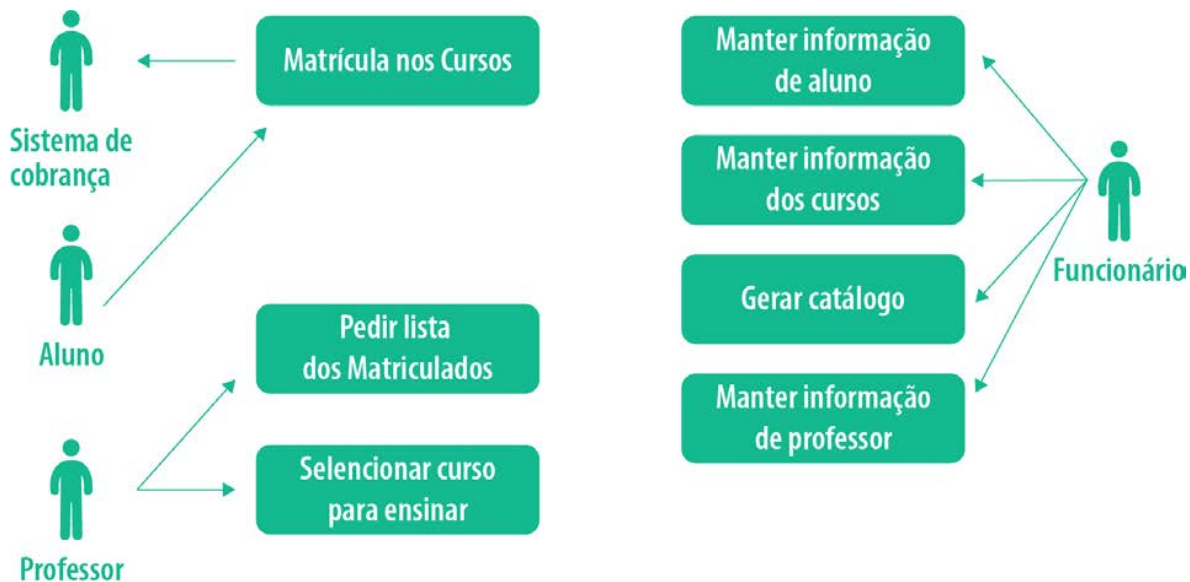 Matrícula nos Cursos
Sistema de
cobrança
Aluno
Pedir lista
dos Matriculados
Selencionar curso
para ensinar
Professor
Manter informação
de aluno
Manter informação
dos cursos
Gerar catálogo
Manter informação
de professor
Funcionário